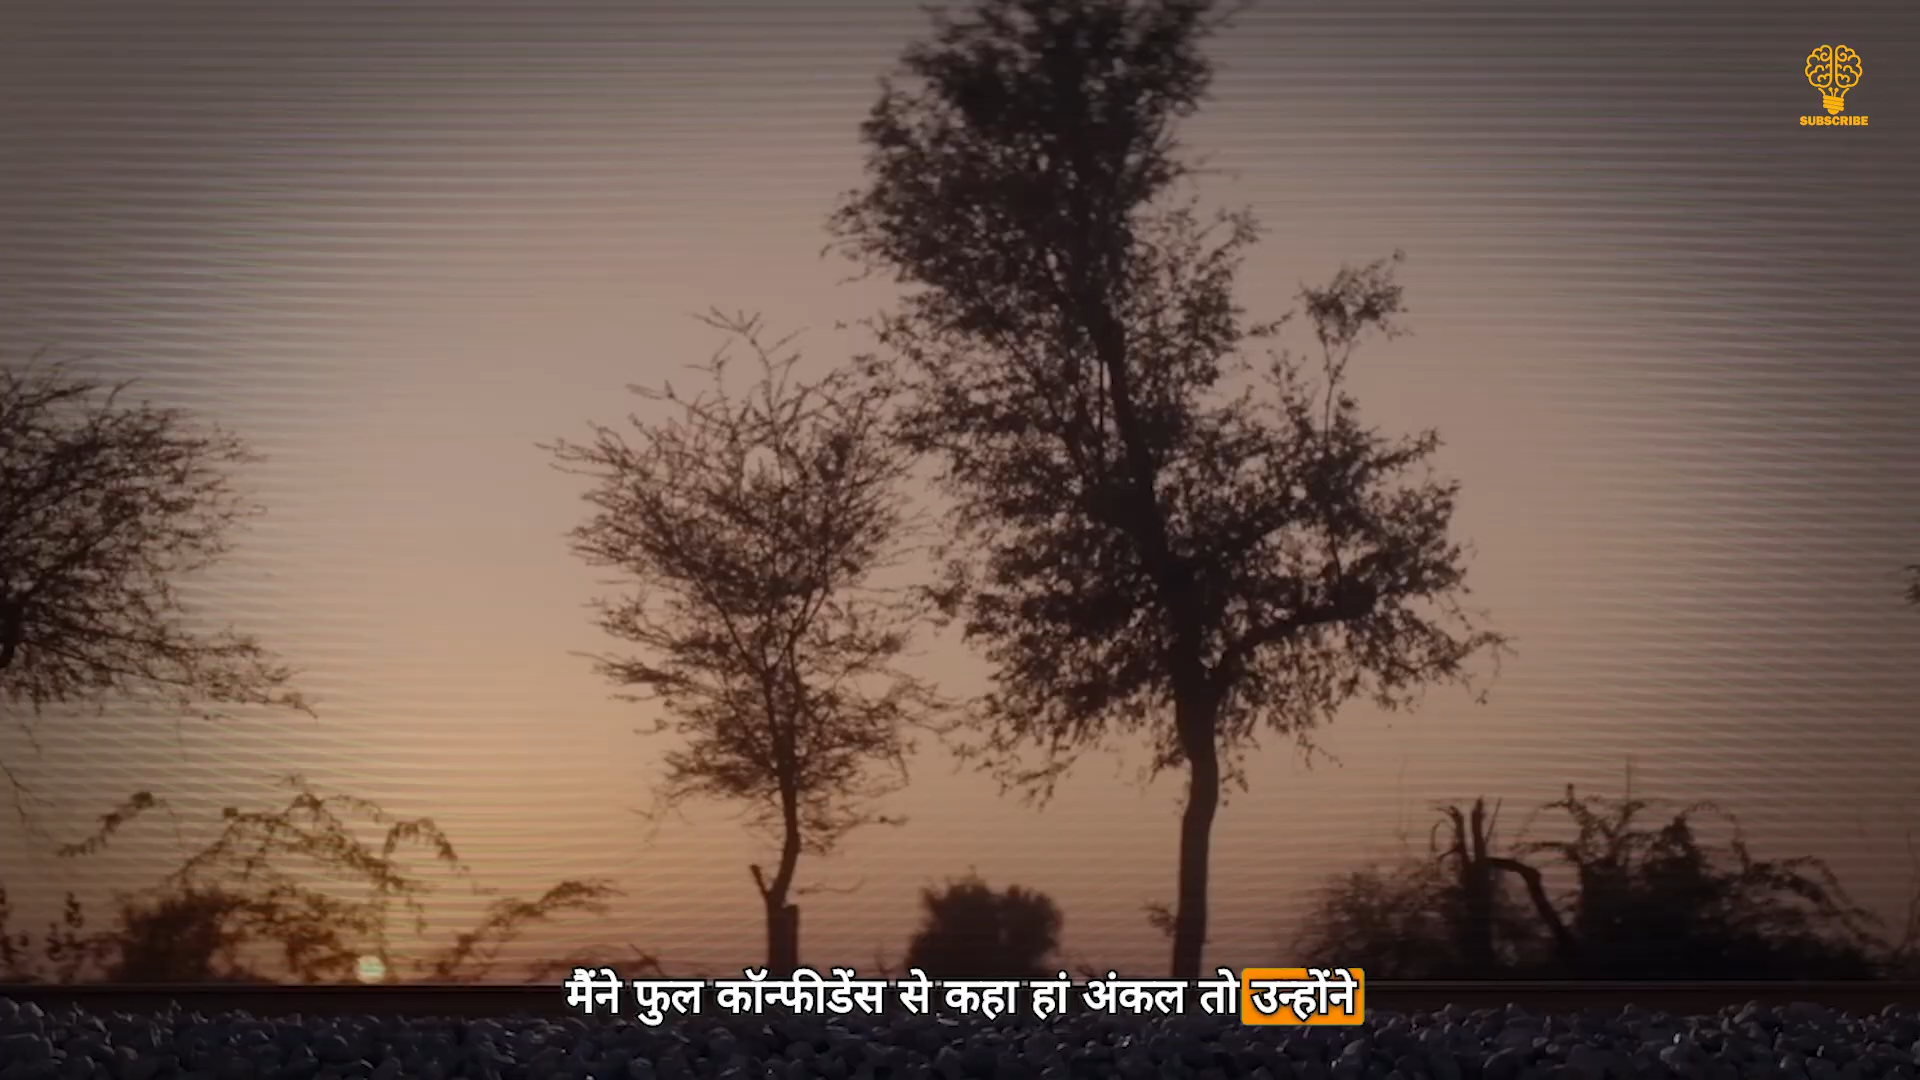 SUBSCRIBE
मैंने फुल कॉन्फीडेंस से कहा हां अंकल तो उन्होंने